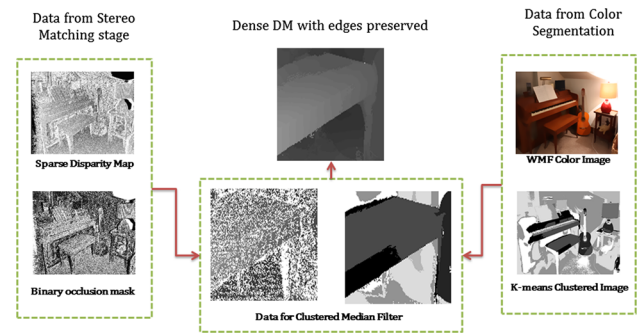 Data from Stereo
Matching stage
Dense DM with edges preserved
Data from Color
Segmentation
Sparse Disparity Map
WMF Color Image
Binary occlusion mask
K-means Clustered Image
Data for Clustered Median Filter